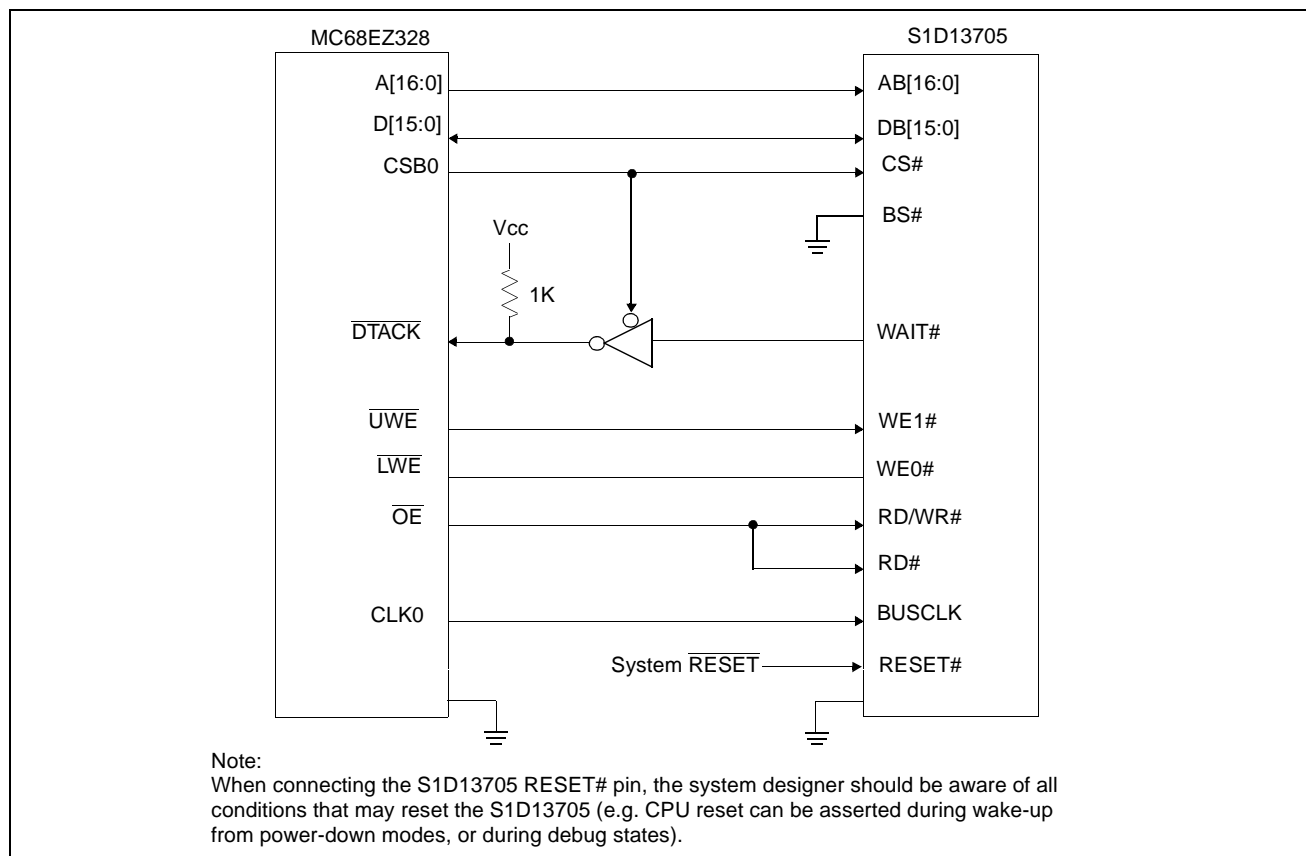 MC68EZ328 S1D13705
A[16:0] AB[16:0]
D[15:0] DB[15:0]
CSB0 CS#
BS#
Vcc
1K
DTACK WAIT#
UWE WE1#
LWE WE0#
OE RD/WR#
RD#
CLK0 BUSCLK
System RESET RESET#
Note:
When connecting the S1D13705 RESET# pin, the system designer should be aware of all
conditions that may reset the S1D13705 (e.g. CPU reset can be asserted during wake-up
from power-down modes, or during debug states).